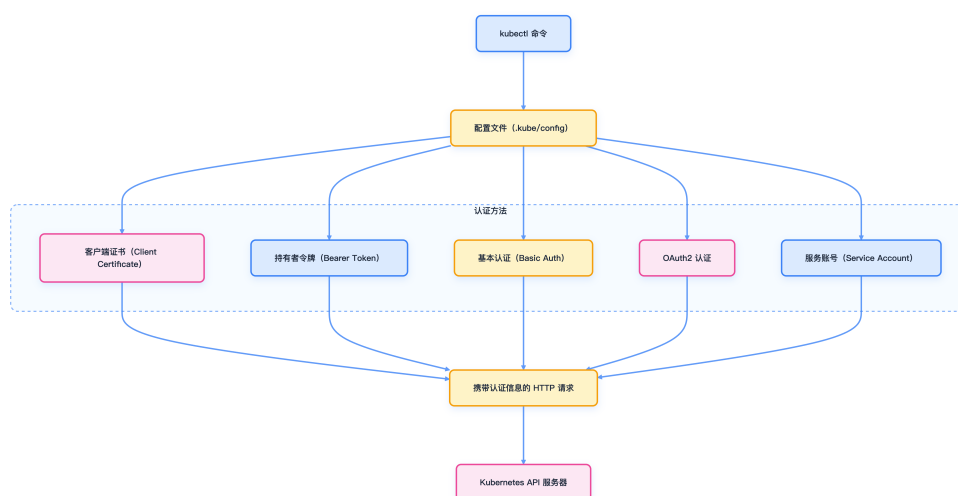 kubectl 命令
配置文件（.kube/config）
认证方法
客户端证书（Client
Certificate）
持有者令牌（Bearer Token）
基本认证（Basic Auth）
OAuth2 认证
服务账号（Service Account）
携带认证信息的 HTTP 请求
Kubernetes API 服务器